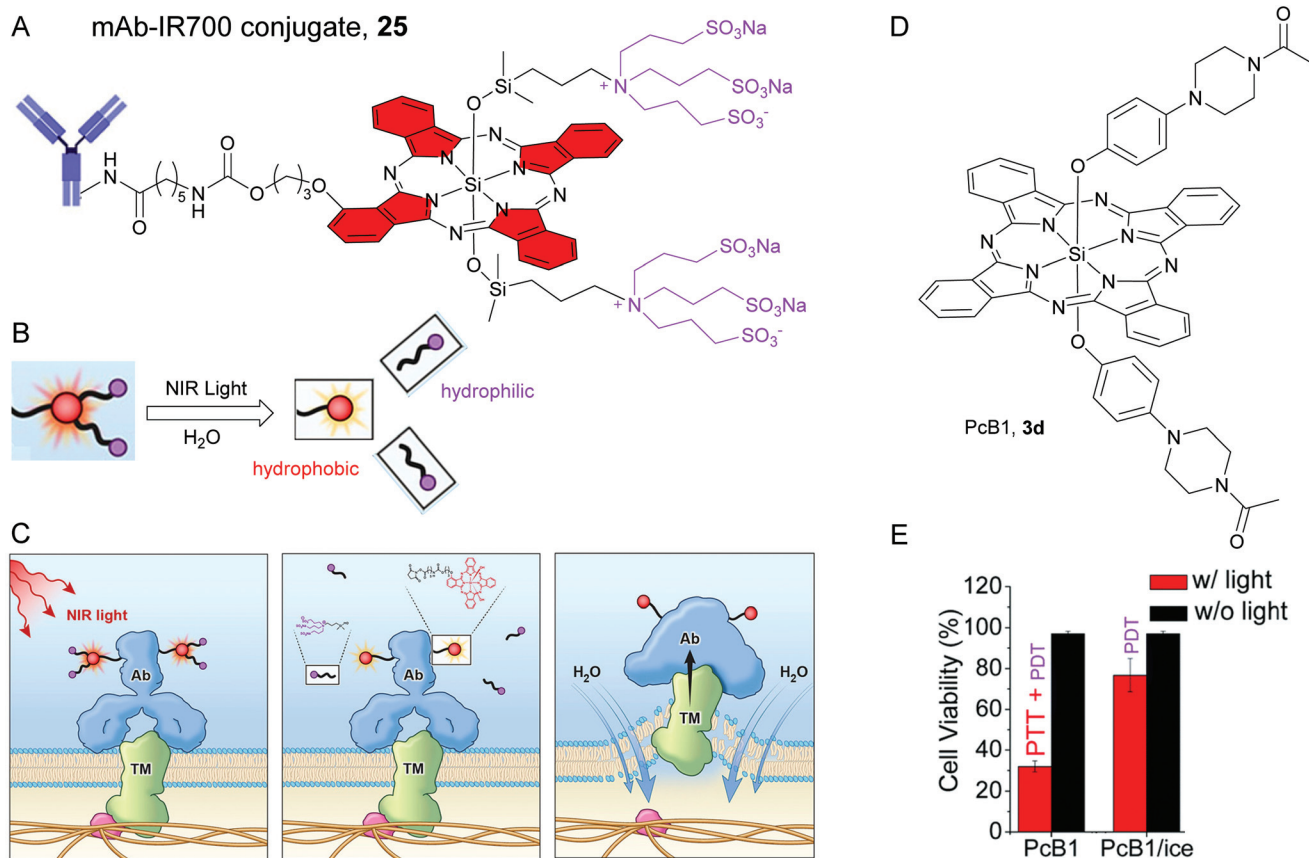 A
mAb-IR700 conjugate, 25
SO3Na
SO3Na
SO3-
N
+
Si
O
N
N
N
N
N
Si
N
N
N
H
N
O
( )5
N
H
O
O
( )3
O
O
Si
N
+
SO3Na
SO3Na
SO3-
B
NIR Light
H2O
hydrophilic
hydrophobic
C
NIR light
Ab
TM
Ab
TM
Ab
TM
H2O
H2O
D
O
N
N
O
N
N
N
N
N
Si
N
N
N
O
PcB1, 3d
N
N
O
E
Cell Viability (%)
120
100
80
60
40
20
0
w/ light
w/o light
PTT + PDT
PDT
PcB1
PcB1/ice